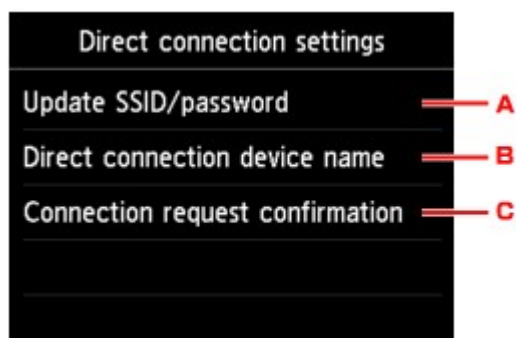 Direct connection settings
Update SSID/password A
Direct connection device name B
Connection request confirmation C